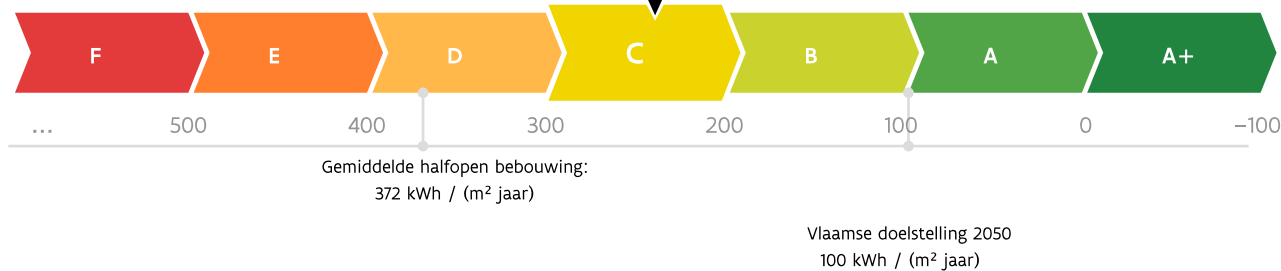 F E D C B A A+
... 500 400 300 200 100 0 –100
Gemiddelde halfopen bebouwing:
372 kWh / (m² jaar)
Vlaamse doelstelling 2050
100 kWh / (m² jaar)